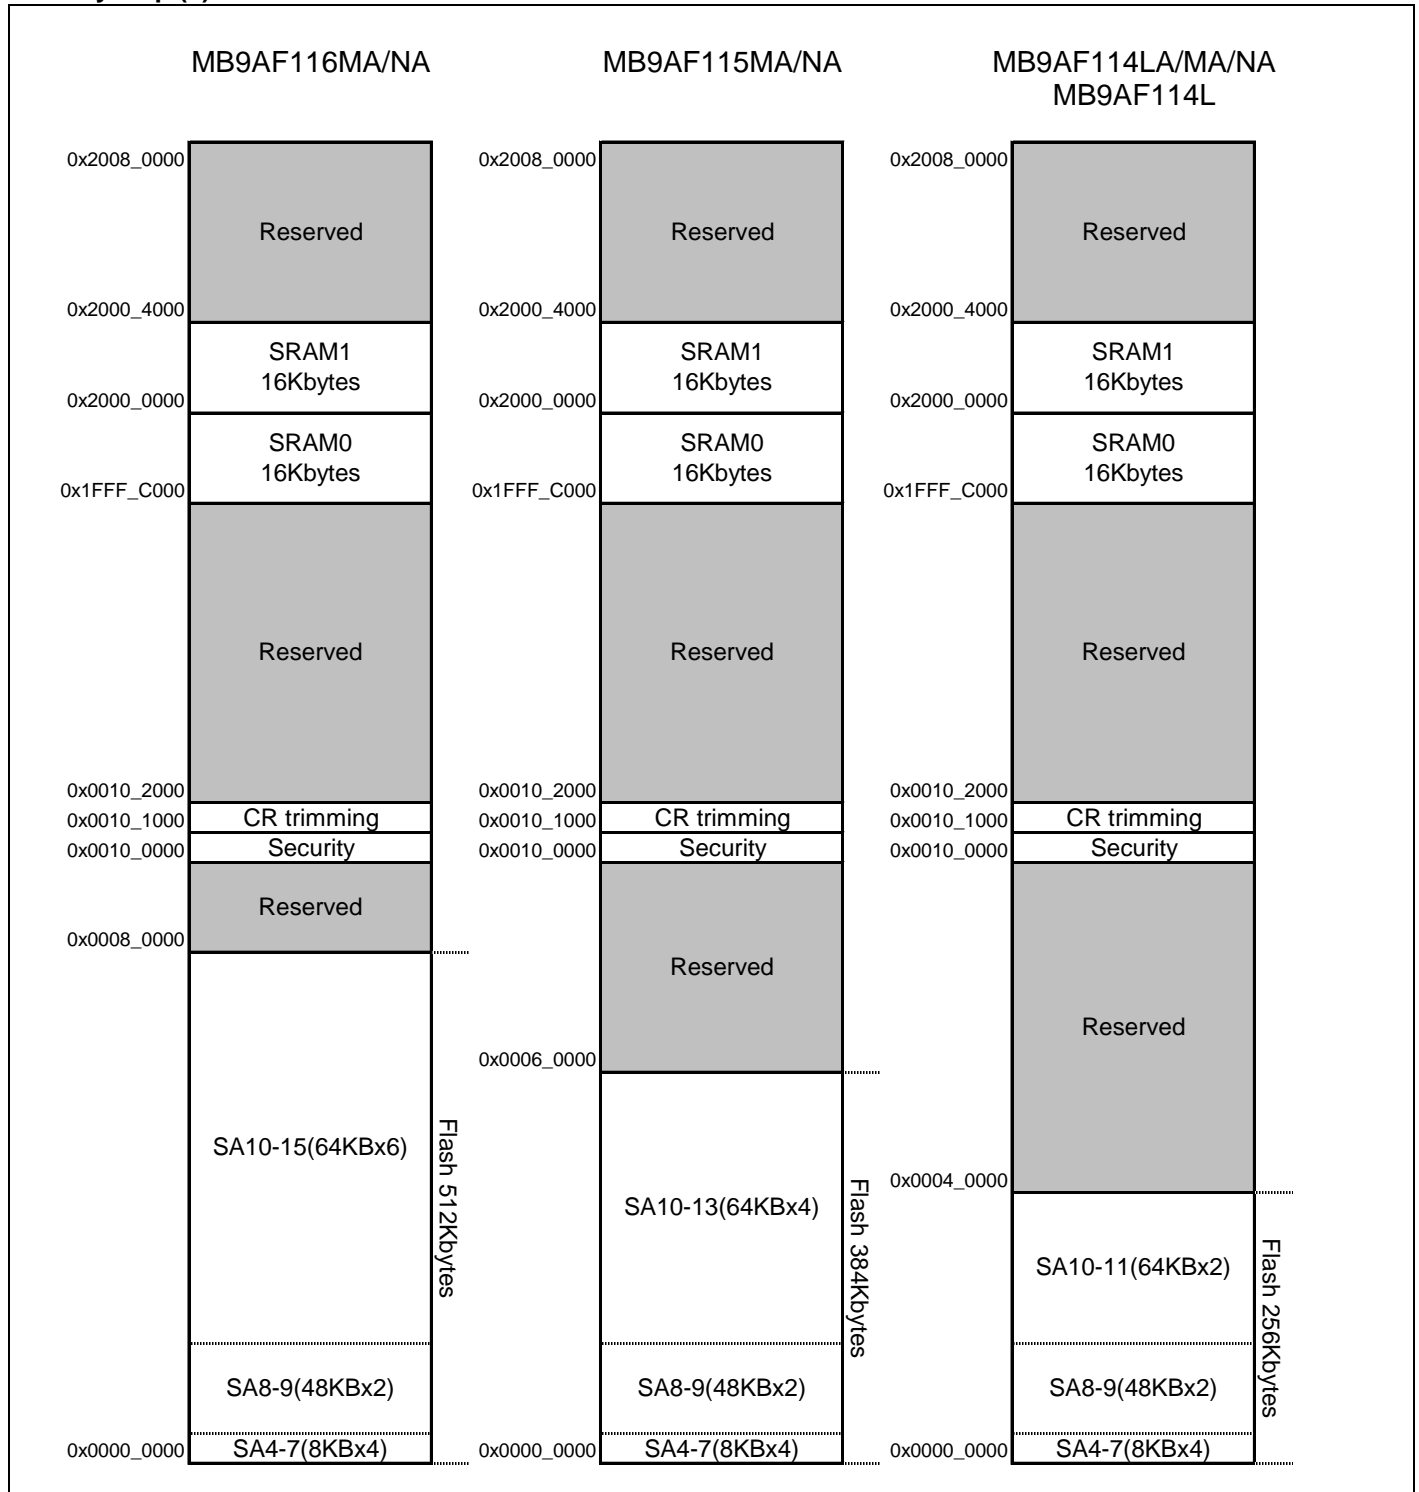 MB9AF116MA/NA
0x2008_0000
Reserved
0x2000_4000
SRAM1
16Kbytes
0x2000_0000
SRAM0
16Kbytes
0x1FFF_C000
Reserved
0x0010_2000
CR trimming
0x0010_1000
Security
0x0010_0000
Reserved
0x0008_0000
SA10-15(64KBx6)
Flash 512Kbytes
SA8-9(48KBx2)
SA4-7(8KBx4)
0x0000_0000
MB9AF115MA/NA
0x2008_0000
Reserved
0x2000_4000
SRAM1
16Kbytes
0x2000_0000
SRAM0
16Kbytes
0x1FFF_C000
Reserved
0x0010_2000
CR trimming
0x0010_1000
Security
0x0010_0000
Reserved
0x0006_0000
SA10-13(64KBx4)
Flash 384Kbytes
SA8-9(48KBx2)
SA4-7(8KBx4)
0x0000_0000
MB9AF114LA/MA/NA
MB9AF114L
0x2008_0000
Reserved
0x2000_4000
SRAM1
16Kbytes
0x2000_0000
SRAM0
16Kbytes
0x1FFF_C000
Reserved
0x0010_2000
CR trimming
0x0010_1000
Security
0x0010_0000
Reserved
0x0004_0000
SA10-11(64KBx2)
Flash 256Kbytes
SA8-9(48KBx2)
SA4-7(8KBx4)
0x0000_0000